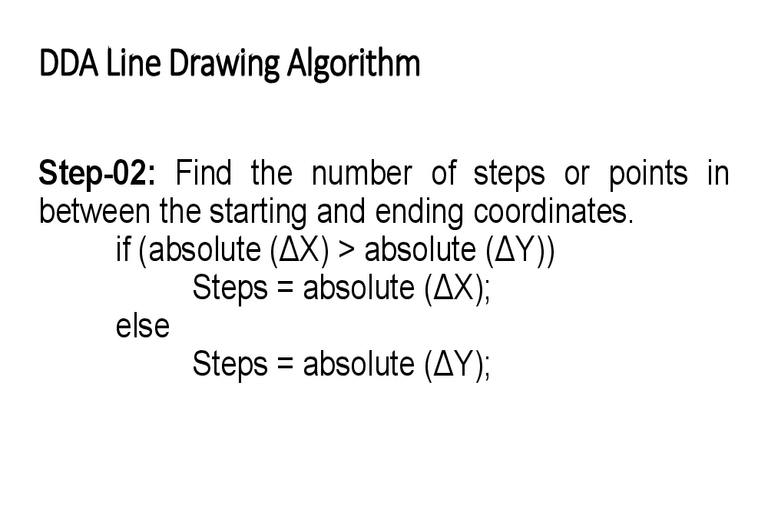 DDA Line Drawing Algorithm
Step-02: Find the number of steps or points in
between the starting and ending coordinates.
if (absolute (ΔX) > absolute (ΔY))
Steps = absolute (ΔX);
else
Steps = absolute (ΔY);